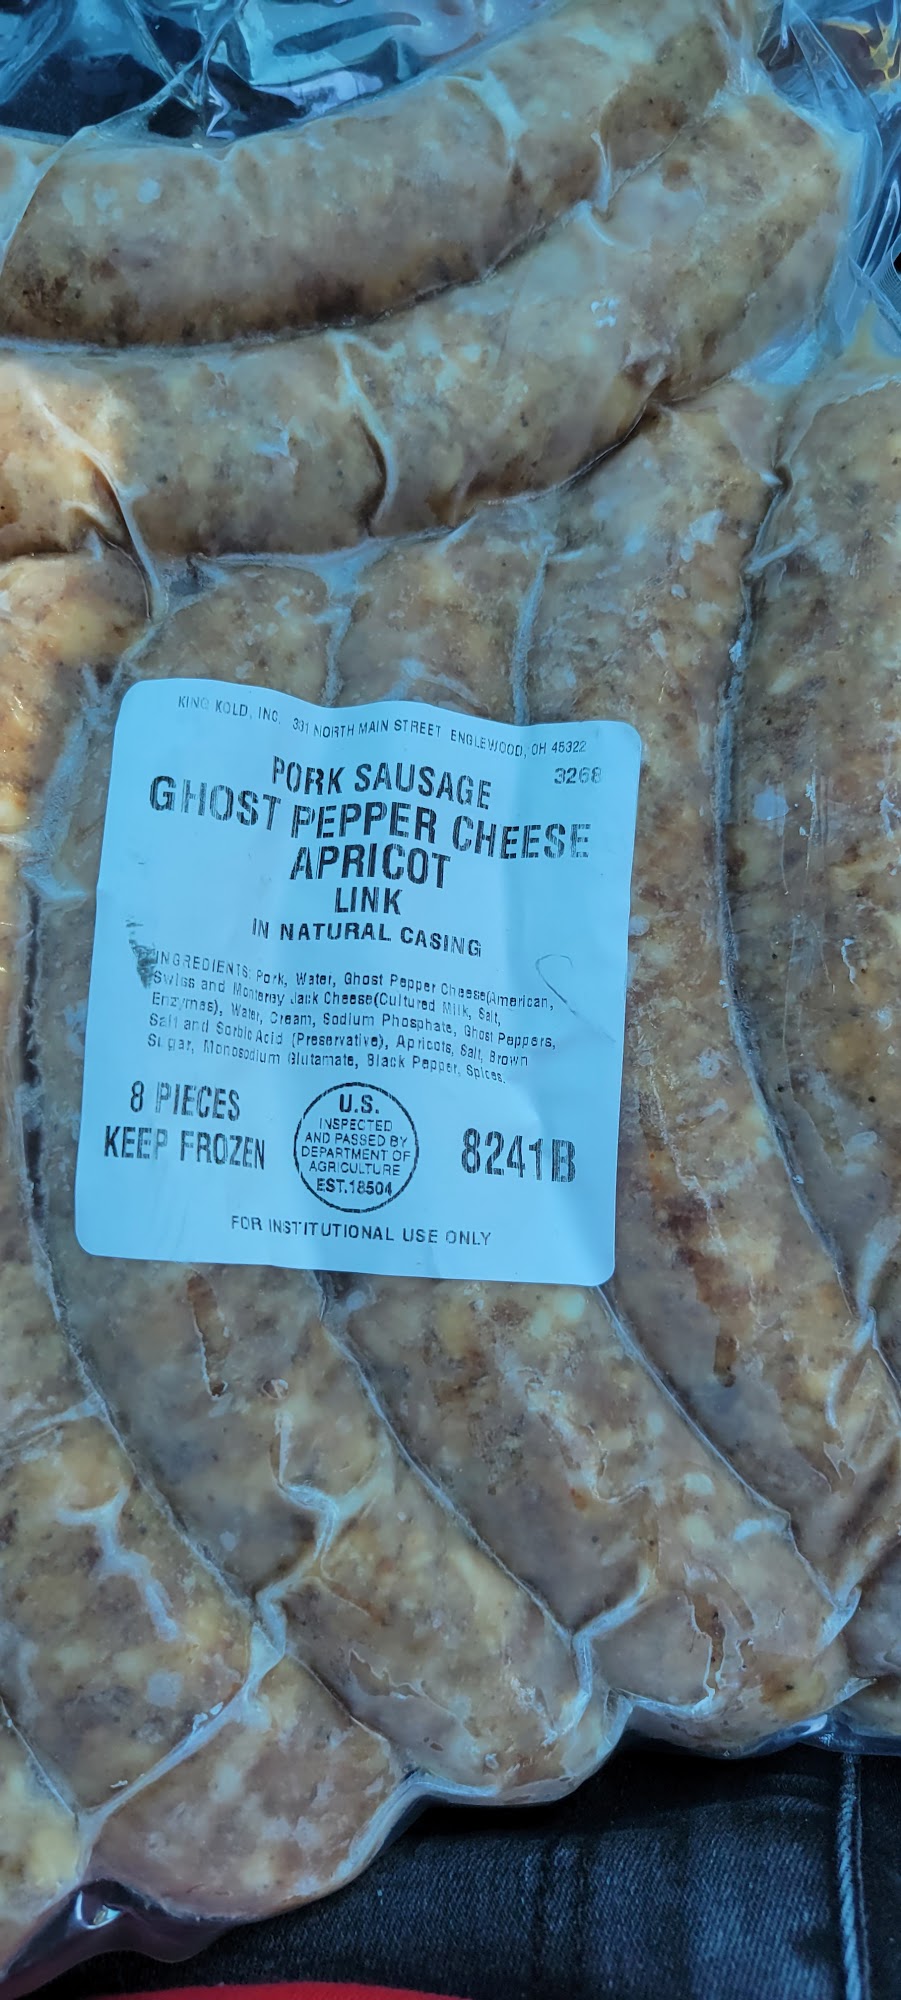 KING KOLD, INC. 331 NORTH MAIN STREET ENGLEWOOD, OH 45322
3268
PORK SAUSAGE
GHOST PEPPER CHEESE
APRICOT
LINK
IN NATURAL CASING
INGREDIENTS: Pork, Water, Ghost Pepper Cheese(American,
Swiss and Monterey Jack Cheese(Cultured Milk, Salt,
Enzymes), Water, Cream, Sodium Phosphate, Ghost Peppers,
Salt and Sorbic Acid (Preservative), Apricots, Salt, Brown
Sugar, Monosodium Glutamate, Black Pepper, Spices.
8 PIECES
KEEP FROZEN
U.S.
INSPECTED
AND PASSED BY
DEPARTMENT OF
AGRICULTURE
EST.18504
8241B
FOR INSTITUTIONAL USE ONLY